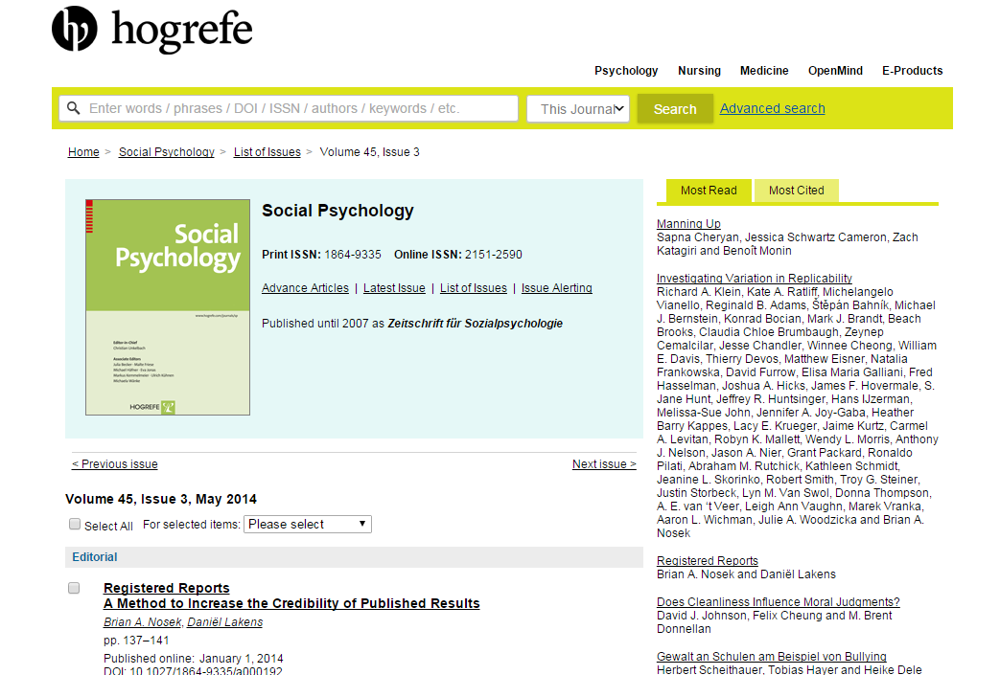 hogrefe
Psychology Nursing Medicine OpenMind E-Products
Enter words / phrases / DOI / ISSN / authors / keywords / etc. This Journal Search Advanced search
Home > Social Psychology > List of Issues > Volume 45, Issue 3
Social
Psychology
www.hogrefe.com/journals/sp
Editor-in-Chief
Christian Unkelbach
Associate Editors
Julia Becker · Malte Friese
Michael Häfner · Eva Jonas
Markus Kemmelmeier · Ulrich Kühnen
Michaela Wänke
HOGREFE
Social Psychology
Print ISSN: 1864-9335 Online ISSN: 2151-2590
Advance Articles | Latest Issue | List of Issues | Issue Alerting
Published until 2007 as Zeitschrift für Sozialpsychologie
< Previous issue Next issue >
Volume 45, Issue 3, May 2014
Select All For selected items: Please select
Editorial
Registered Reports
A Method to Increase the Credibility of Published Results
Brian A. Nosek, Daniël Lakens
pp. 137–141
Published online: January 1, 2014
DOI: 10.1027/1864-9335/a000192
Most Read Most Cited
Manning Up
Sapna Cheryan, Jessica Schwartz Cameron, Zach
Katagiri and Benoît Monin
Investigating Variation in Replicability
Richard A. Klein, Kate A. Ratliff, Michelangelo
Vianello, Reginald B. Adams, Štěpán Bahník, Michael
J. Bernstein, Konrad Bocian, Mark J. Brandt, Beach
Brooks, Claudia Chloe Brumbaugh, Zeynep
Cemalcilar, Jesse Chandler, Winnee Cheong, William
E. Davis, Thierry Devos, Matthew Eisner, Natalia
Frankowska, David Furrow, Elisa Maria Galliani, Fred
Hasselman, Joshua A. Hicks, James F. Hovermale, S.
Jane Hunt, Jeffrey R. Huntsinger, Hans IJzerman,
Melissa-Sue John, Jennifer A. Joy-Gaba, Heather
Barry Kappes, Lacy E. Krueger, Jaime Kurtz, Carmel
A. Levitan, Robyn K. Mallett, Wendy L. Morris, Anthony
J. Nelson, Jason A. Nier, Grant Packard, Ronaldo
Pilati, Abraham M. Rutchick, Kathleen Schmidt,
Jeanine L. Skorinko, Robert Smith, Troy G. Steiner,
Justin Storbeck, Lyn M. Van Swol, Donna Thompson,
A. E. van ‘t Veer, Leigh Ann Vaughn, Marek Vranka,
Aaron L. Wichman, Julie A. Woodzicka and Brian A.
Nosek
Registered Reports
Brian A. Nosek and Daniël Lakens
Does Cleanliness Influence Moral Judgments?
David J. Johnson, Felix Cheung and M. Brent
Donnellan
Gewalt an Schulen am Beispiel von Bullying
Herbert Scheithauer, Tobias Hayer and Heike Dele